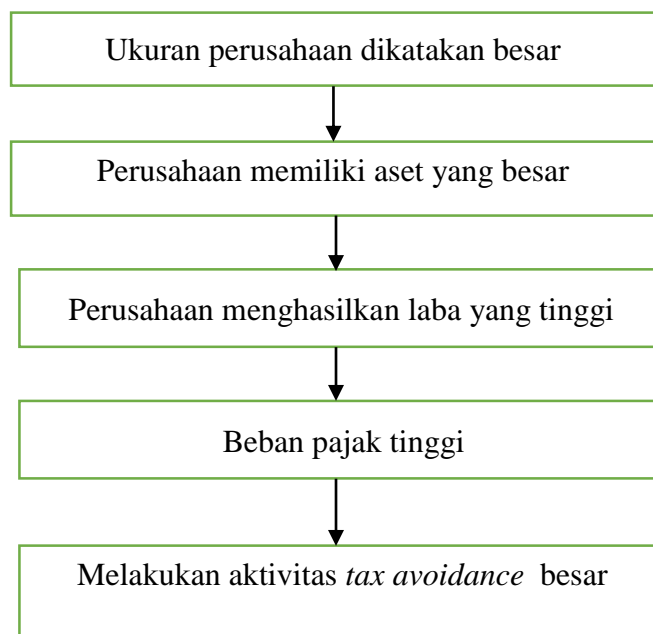 Ukuran perusahaan dikatakan besar
Perusahaan memiliki aset yang besar
Perusahaan menghasilkan laba yang tinggi
Beban pajak tinggi
Melakukan aktivitas tax avoidance besar